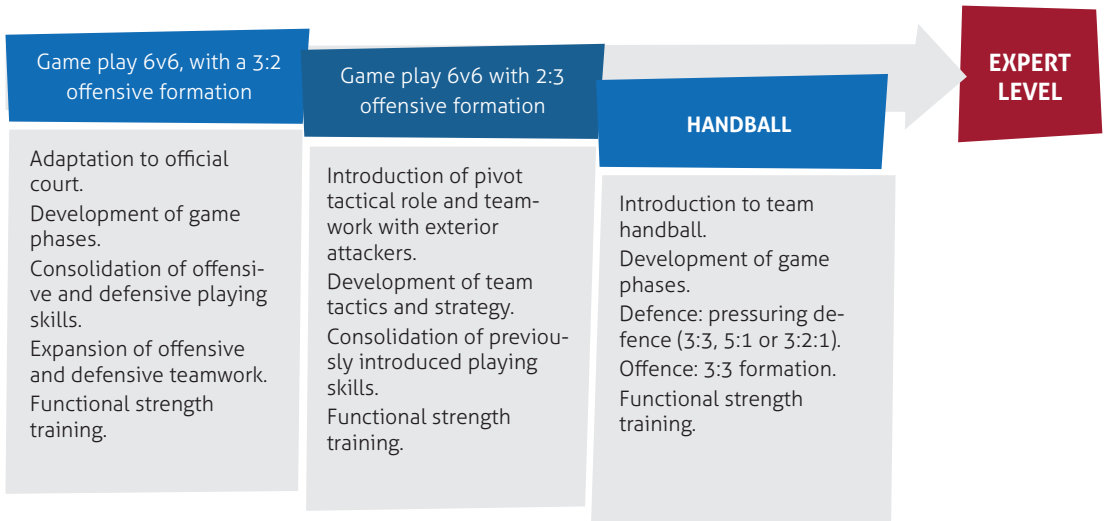 Game play 6v6, with a 3:2
offensive formation
Adaptation to official
court.
Development of game
phases.
Consolidation of offensi-
ve and defensive playing
skills.
Expansion of offensive
and defensive teamwork.
Functional strength
training.
Game play 6v6 with 2:3
offensive formation
Introduction of pivot
tactical role and team-
work with exterior
attackers.
Development of team
tactics and strategy.
Consolidation of previou-
sly introduced playing
skills.
Functional strength
training.
HANDBALL
Introduction to team
handball.
Development of game
phases.
Defence: pressuring de-
fence (3:3, 5:1 or 3:2:1).
Offence: 3:3 formation.
Functional strength
training.
EXPERT
LEVEL